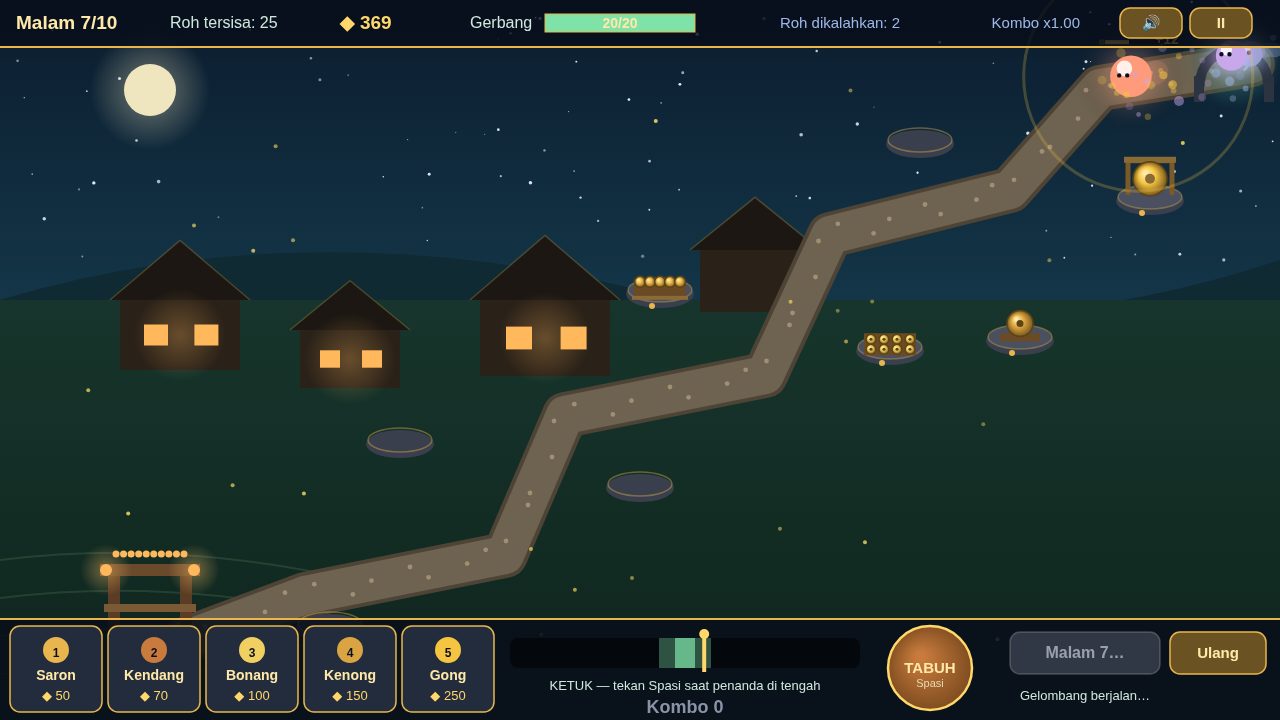 Malam 7/10
Roh tersisa: 25
◆ 369
Gerbang
20/20
Roh dikalahkan: 2
Kombo x1.00
1
Saron
◆ 50
2
Kendang
◆ 70
3
Bonang
◆ 100
4
Kenong
◆ 150
5
Gong
◆ 250
KETUK — tekan Spasi saat penanda di tengah
Kombo 0
TABUH
Spasi
Malam 7…
Ulang
Gelombang berjalan…